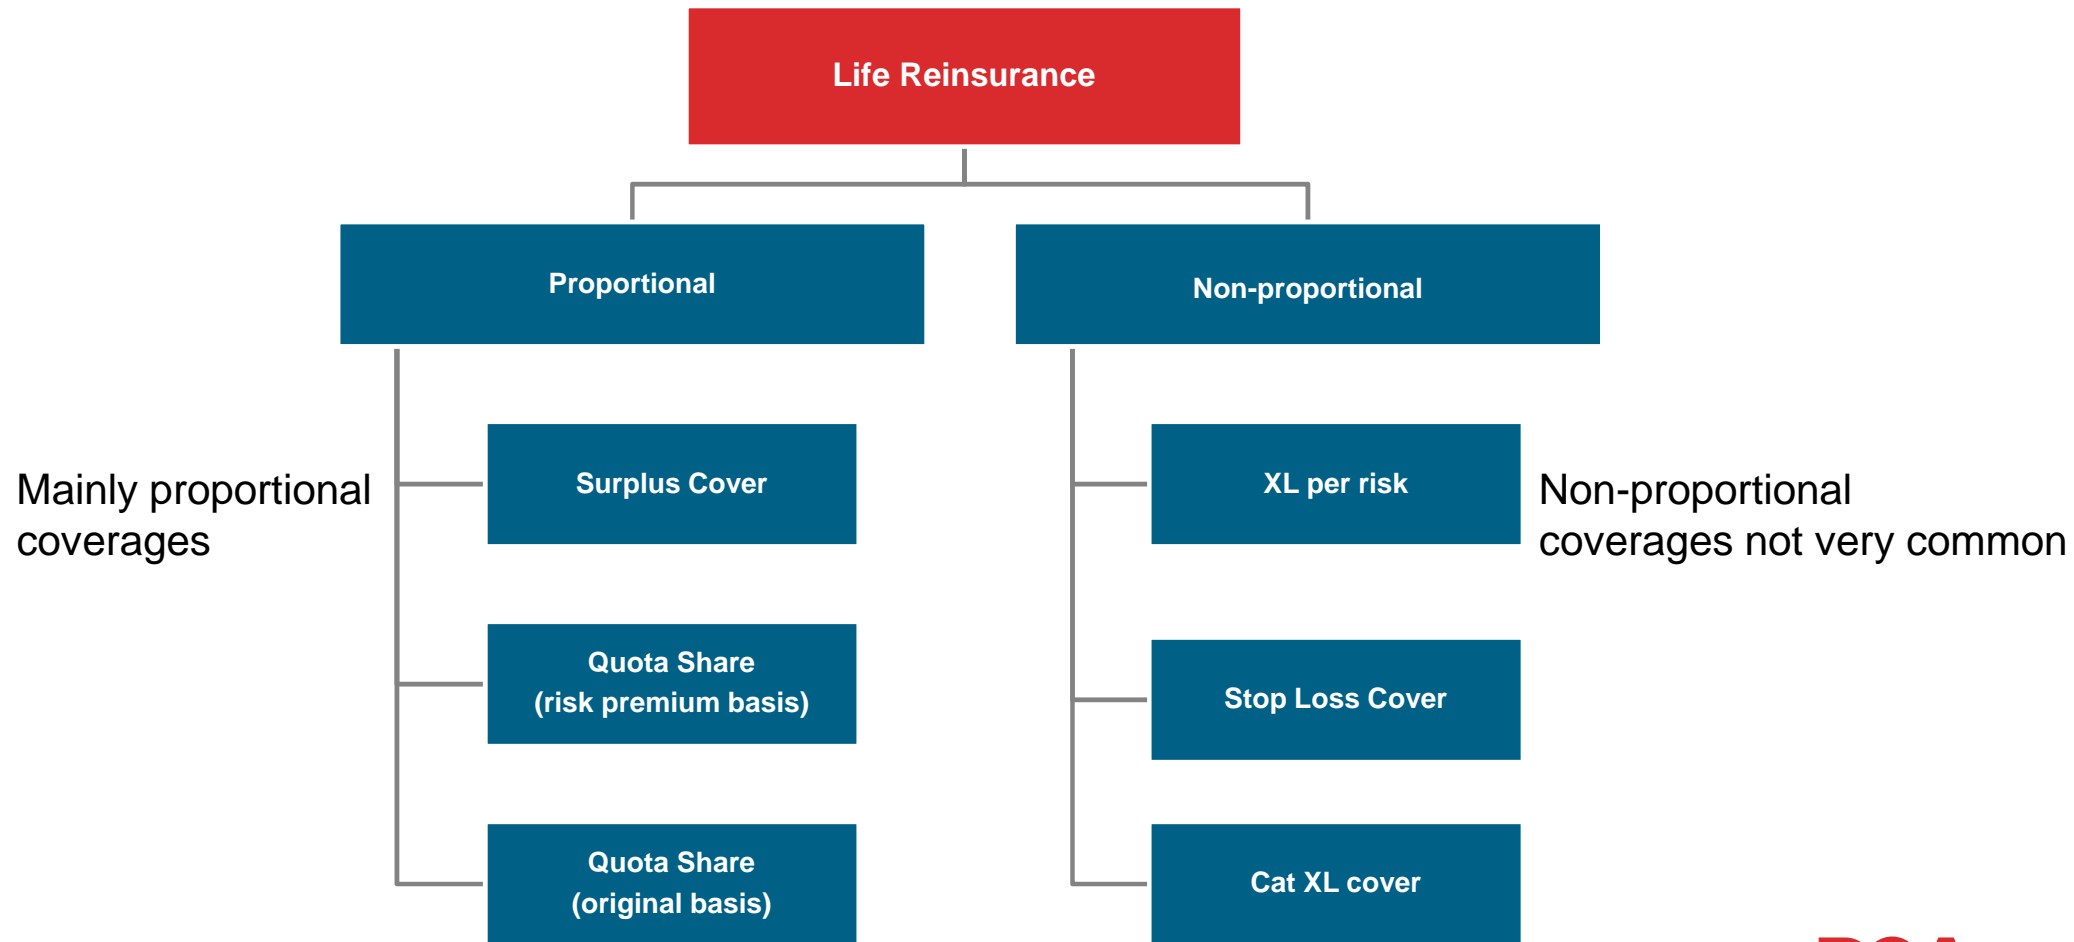 Life Reinsurance
Proportional
Non-proportional
Mainly proportional
coverages
Surplus Cover
XL per risk
Non-proportional
coverages not very common
Quota Share
(risk premium basis)
Stop Loss Cover
Quota Share
(original basis)
Cat XL cover